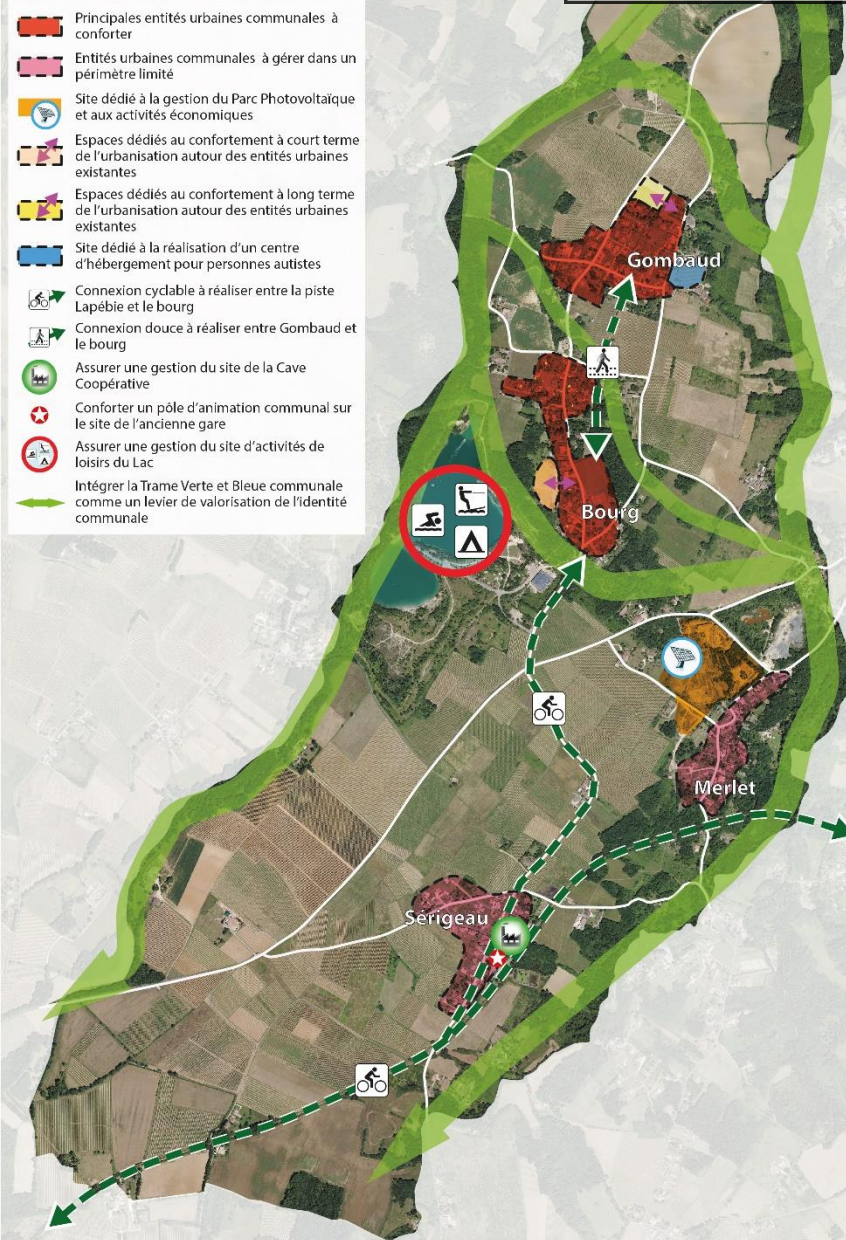 Principales entités urbaines communales à
conforter
Entités urbaines communales à gérer dans un
périmètre limité
Site dédié à la gestion du Parc Photovoltaïque
et aux activités économiques
Espaces dédiés au confortement à court terme
de l'urbanisation autour des entités urbaines
existantes
Espaces dédiés au confortement à long terme
de l'urbanisation autour des entités urbaines
existantes
Site dédié à la réalisation d'un centre
d'hébergement pour personnes autistes
Connexion cyclable à réaliser entre la piste
Lapébie et le bourg
Connexion douce à réaliser entre Gombaud et
le bourg
Assurer une gestion du site de la Cave
Coopérative
Conforter un pôle d'animation communal sur
le site de l'ancienne gare
Assurer une gestion du site d'activités de
loisirs du Lac
Intégrer la Trame Verte et Bleue communale
comme un levier de valorisation de l'identité
communale
Gombaud
Bourg
Merlet
Sérigeau